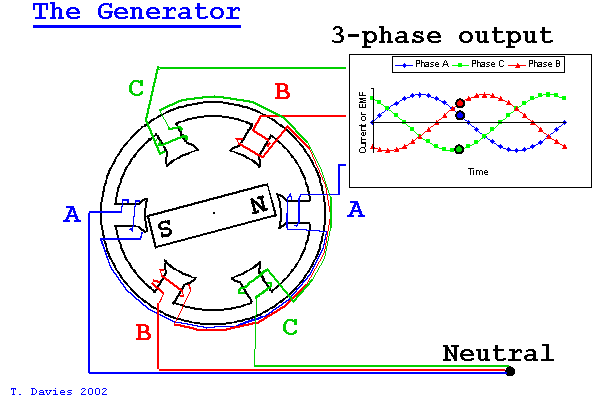 The Generator
3-phase output
Phase A Phase C Phase B
Current or EMF
Time
C
B
A
S
N
A
B
C
Neutral
T. Davies 2002